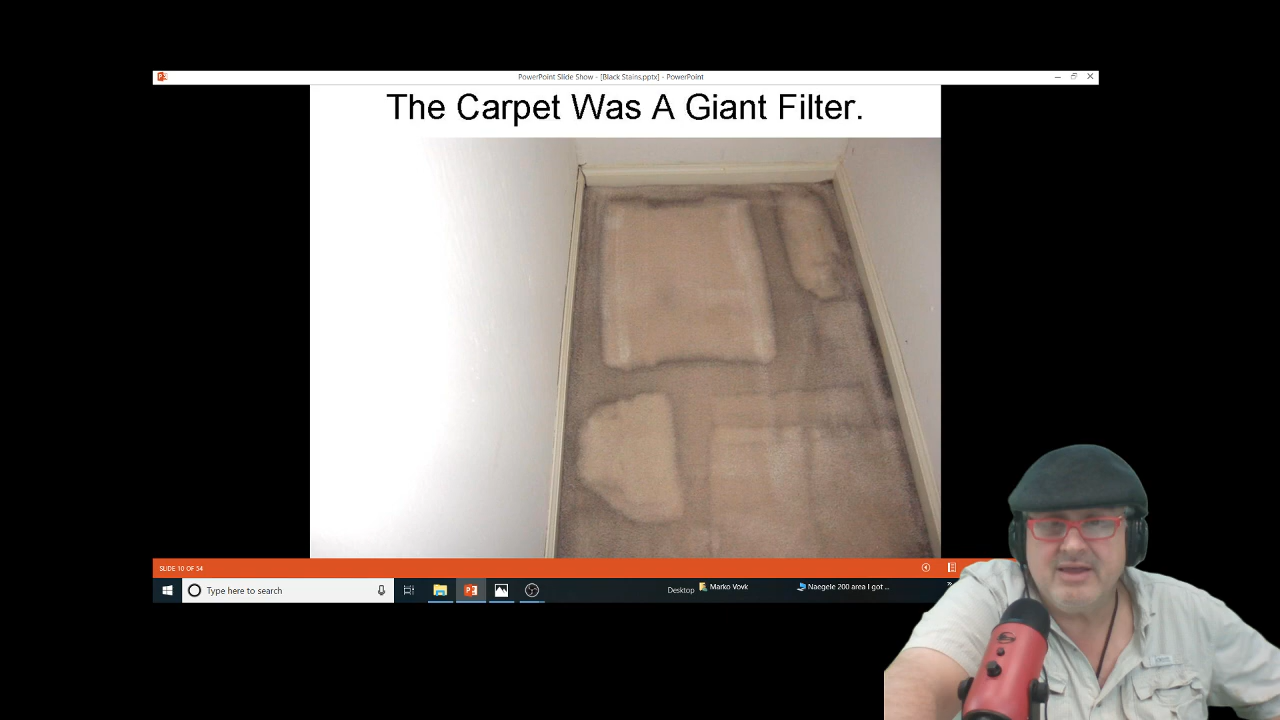 PowerPoint Slide Show - [Black Stains.pptx] - PowerPoint
The Carpet Was A Giant Filter.
SLIDE 10 OF 54
Type here to search
Desktop
Marko Vovk
Naegele 200 area I got ...